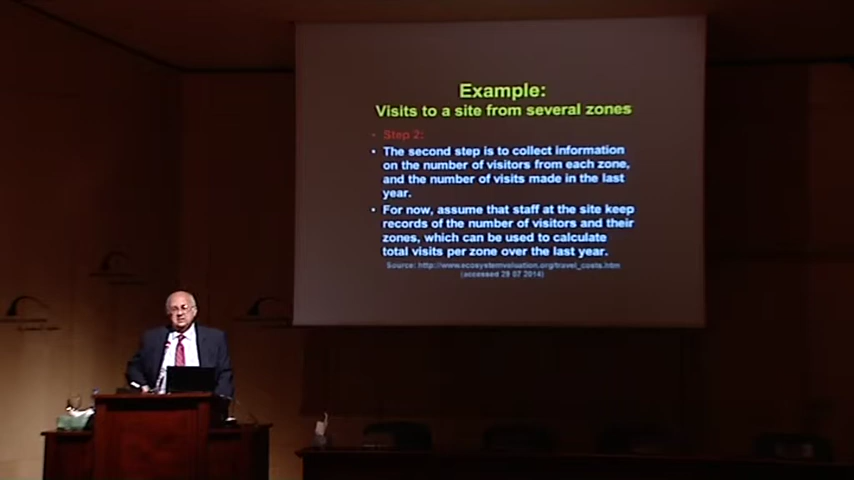 Example:
Visits to a site from several zones
• Step 2:
• The second step is to collect information
on the number of visitors from each zone,
and the number of visits made in the last
year.
• For now, assume that staff at the site keep
records of the number of visitors and their
zones, which can be used to calculate
total visits per zone over the last year.
Source: http://www.ecosystemvaluation.org/travel_costs.htm
(accessed 29 07 2014)